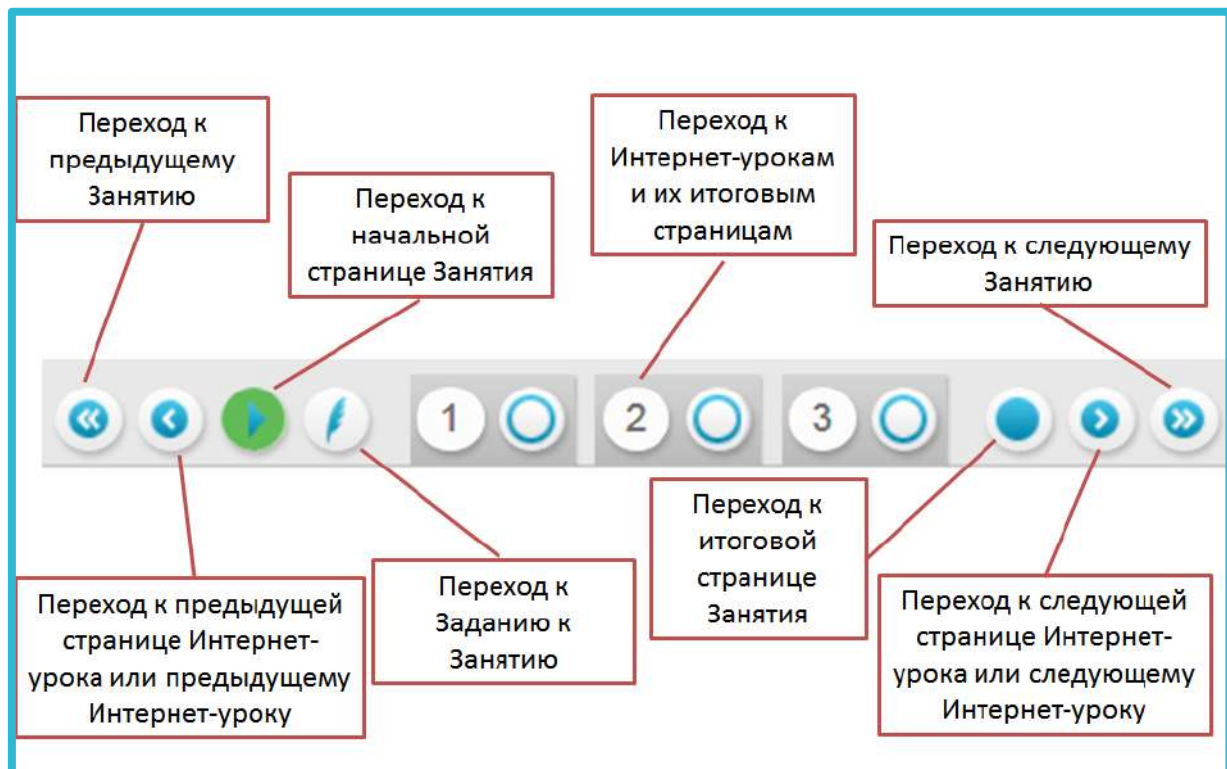 Переход к
предыдущему
Занятию
Переход к
начальной
странице Занятия
Переход к
Интернет-урокам
и их итоговым
страницам
Переход к следующему
Занятию
1
2
3
Переход к предыдущей
странице Интернет-
урока или предыдущему
Интернет-уроку
Переход к
Заданию к
Занятию
Переход к
итоговой
странице
Занятия
Переход к следующей
странице Интернет-
урока или следующему
Интернет-уроку